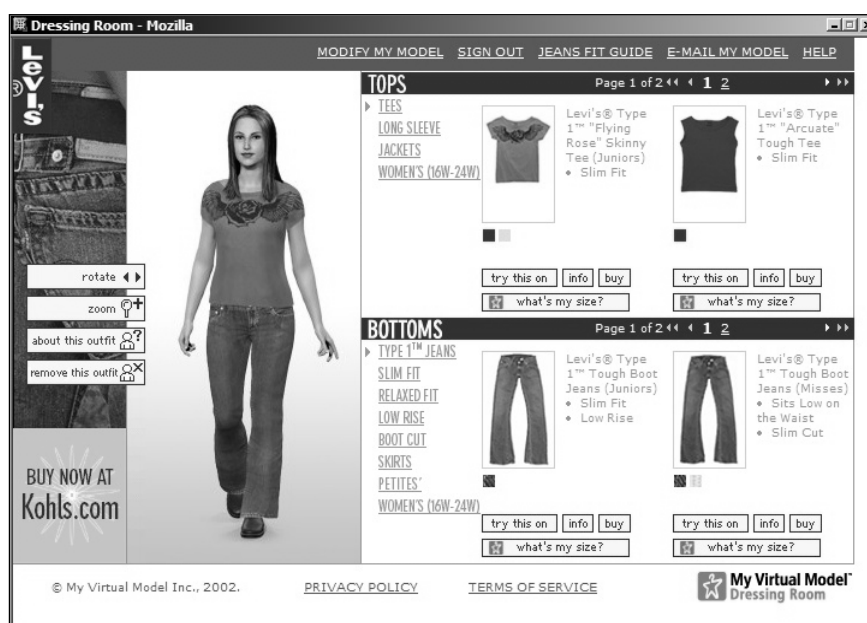 Dressing Room - Mozilla
Levi's
®
MODIFY MY MODEL SIGN OUT JEANS FIT GUIDE E-MAIL MY MODEL HELP
rotate
zoom
about this outfit
remove this outfit
BUY NOW AT
Kohls.com
TOPS Page 1 of 2 1 2
TEES
LONG SLEEVE
JACKETS
WOMEN'S (16W-24W)
Levi's® Type
1™ "Flying
Rose" Skinny
Tee (Juniors)
• Slim Fit
try this on info buy
what's my size?
Levi's® Type
1™ "Arcuate"
Tough Tee
• Slim Fit
try this on info buy
what's my size?
BOTTOMS Page 1 of 2 1 2
TYPE 1™ JEANS
SLIM FIT
RELAXED FIT
LOW RISE
BOOT CUT
SKIRTS
PETITES'
WOMEN'S (16W-24W)
Levi's® Type
1™ Tough Boot
Jeans (Juniors)
• Slim Fit
• Low Rise
try this on info buy
what's my size?
Levi's® Type
1™ Tough Boot
Jeans (Misses)
• Sits Low on
the Waist
• Slim Cut
try this on info buy
what's my size?
© My Virtual Model Inc., 2002. PRIVACY POLICY TERMS OF SERVICE
My Virtual Model™
Dressing Room